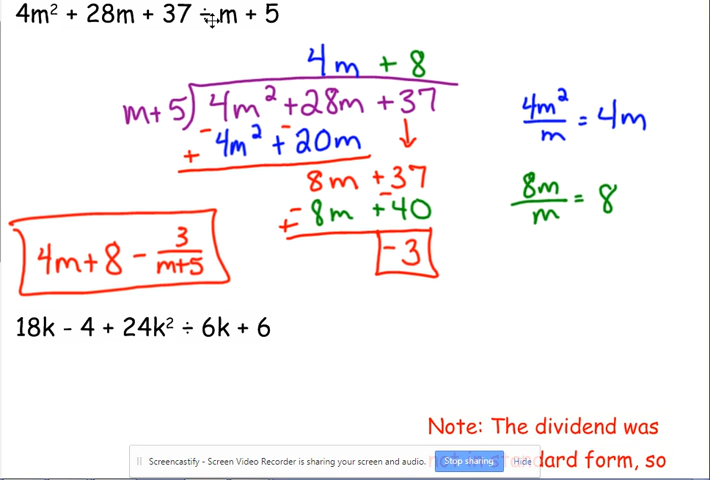 4m² + 28m + 37 ÷ m + 5
4m + 8
m + 5 ) 4m² + 28m + 37
+ - 4m² + - 20m
8m + 37
+ - 8m + - 40
- 3
4m² / m = 4m
8m / m = 8
4m + 8 - 3 / m+5
18k - 4 + 24k² ÷ 6k + 6
Note: The dividend was
standard form, so
Screencastify - Screen Video Recorder is sharing your screen and audio.
Stop sharing
Hide